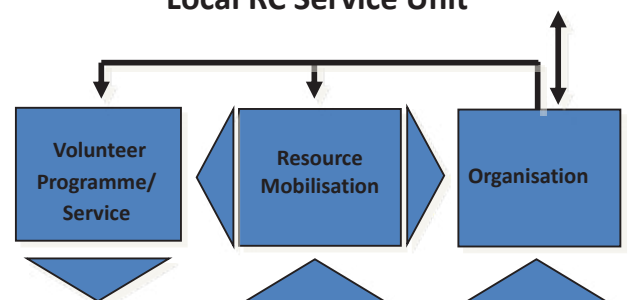 Local RC Service Unit
Volunteer
Programme/
Service
Resource
Mobilisation
Organisation